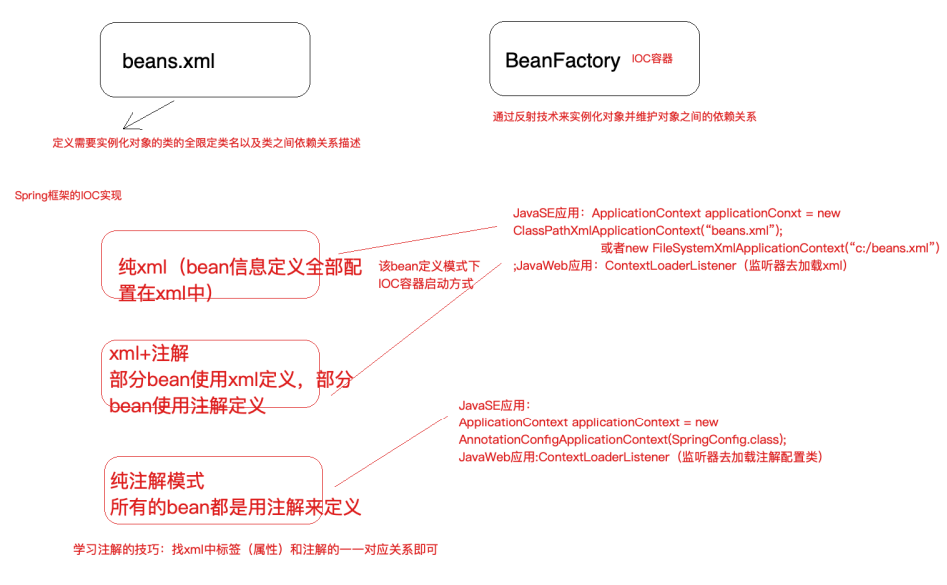 beans.xml
BeanFactory IOC容器
通过反射技术来实例化对象并维护对象之间的依赖关系
定义需要实例化对象的类的全限定类名以及类之间依赖关系描述
Spring框架的IOC实现
纯xml（bean信息定义全部配
置在xml中）
该bean定义模式下
IOC容器启动方式
JavaSE应用：ApplicationContext applicationConxt = new
ClassPathXmlApplicationContext(“beans.xml”);
或者new FileSystemXmlApplicationContext(“c:/beans.xml”)
;JavaWeb应用：ContextLoaderListener（监听器去加载xml）
xml+注解
部分bean使用xml定义，部分
bean使用注解定义
JavaSE应用：
ApplicationContext applicationContext = new
AnnotationConfigApplicationContext(SpringConfig.class);
JavaWeb应用:ContextLoaderListener（监听器去加载注解配置类）
纯注解模式
所有的bean都是用注解来定义
学习注解的技巧：找xml中标签（属性）和注解的一一对应关系即可